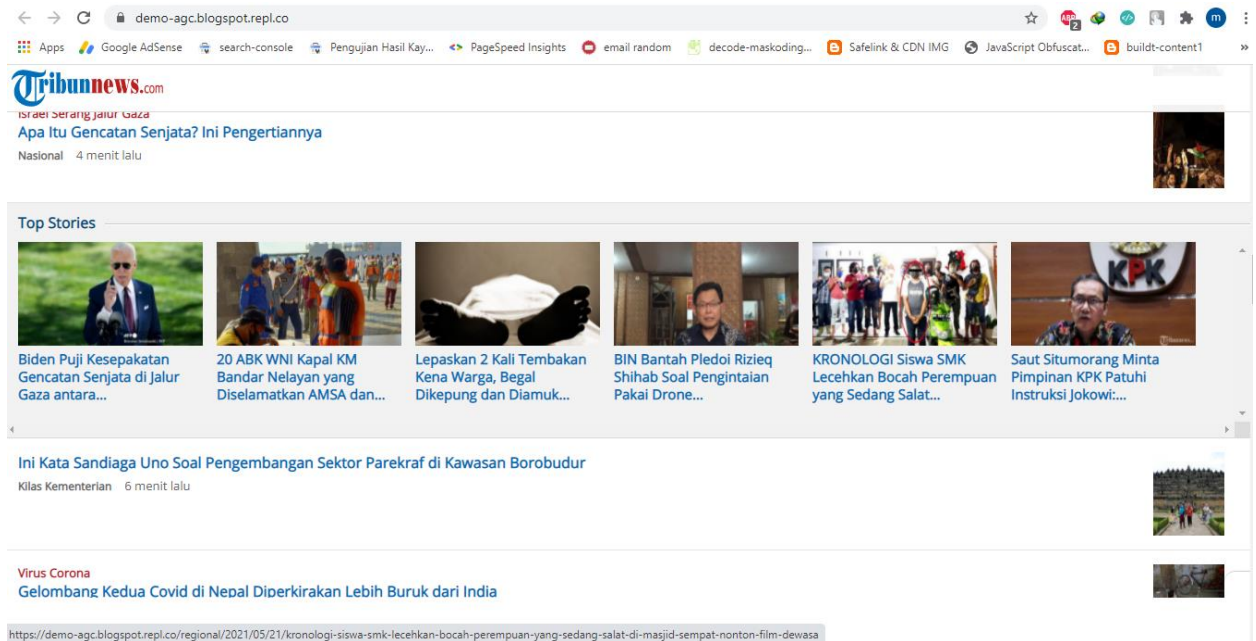 demo-agc.blogspot.repl.co
ABP
2
m
Apps
Google AdSense
search-console
Pengujian Hasil Kay...
PageSpeed Insights
email random
decode-maskoding...
Safelink & CDN IMG
JavaScript Obfuscat...
buildt-content1
»
Tribunnews.com
Israel Serang Jalur Gaza
Apa Itu Gencatan Senjata? Ini Pengertiannya
Nasional 4 menit lalu
Top Stories
KPK
Biden Puji Kesepakatan
Gencatan Senjata di Jalur
Gaza antara...
20 ABK WNI Kapal KM
Bandar Nelayan yang
Diselamatkan AMSA dan...
Lepaskan 2 Kali Tembakan
Kena Warga, Begal
Dikepung dan Diamuk...
BIN Bantah Pledoi Rizieq
Shihab Soal Pengintaian
Pakai Drone...
KRONOLOGI Siswa SMK
Lecehkan Bocah Perempuan
yang Sedang Salat...
Saut Situmorang Minta
Pimpinan KPK Patuhi
Instruksi Jokowi:...
Ini Kata Sandiaga Uno Soal Pengembangan Sektor Parekraf di Kawasan Borobudur
Kilas Kementerian 6 menit lalu
Virus Corona
Gelombang Kedua Covid di Nepal Diperkirakan Lebih Buruk dari India
https://demo-agc.blogspot.repl.co/regional/2021/05/21/kronologi-siswa-smk-lecehkan-bocah-perempuan-yang-sedang-salat-di-masjid-sempat-nonton-film-dewasa